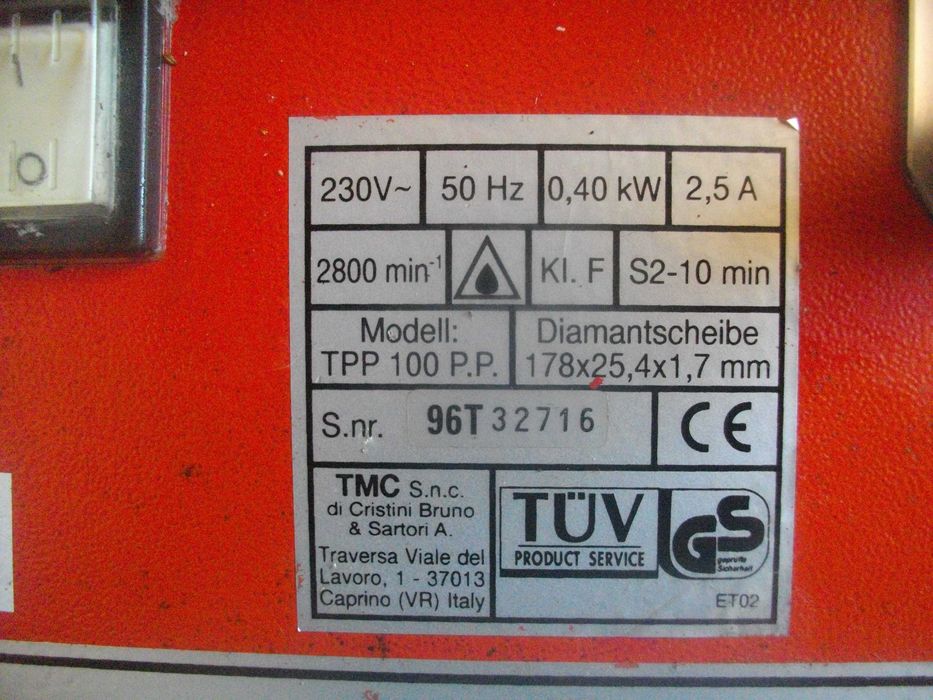 230V~ 50 Hz 0,40 kW 2,5 A
2800 min⁻¹ Kl. F S2-10 min
Modell:
TPP 100 P.P.
Diamantscheibe
178x25,4x1,7 mm
S.nr. 96T 32716 CE
TMC S.n.c.
di Cristini Bruno
& Sartori A.
Traversa Viale del
Lavoro, 1 - 37013
Caprino (VR) Italy
TÜV
PRODUCT SERVICE
GS
geprüfte
Sicherheit
ET02